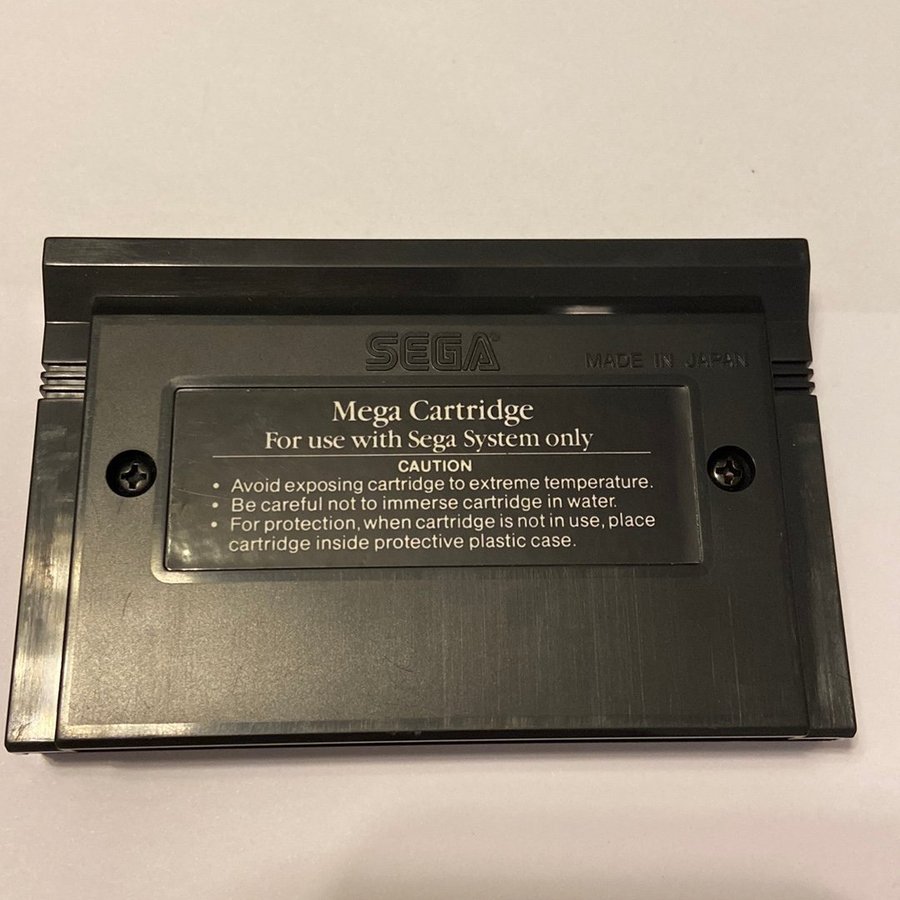 SEGA®
MADE IN JAPAN
Mega Cartridge
For use with Sega System only
CAUTION
• Avoid exposing cartridge to extreme temperature.
• Be careful not to immerse cartridge in water.
• For protection, when cartridge is not in use, place
cartridge inside protective plastic case.